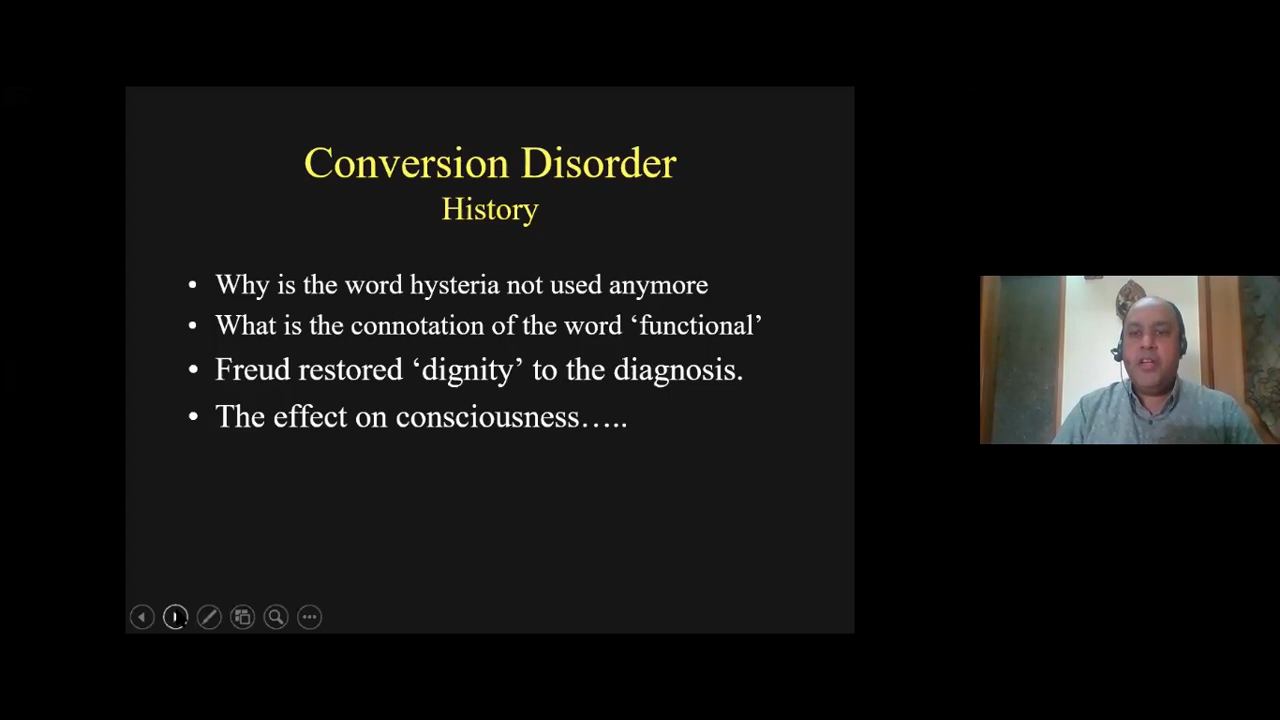 Conversion Disorder
History
• Why is the word hysteria not used anymore
• What is the connotation of the word ‘functional’
• Freud restored ‘dignity’ to the diagnosis.
• The effect on consciousness…..